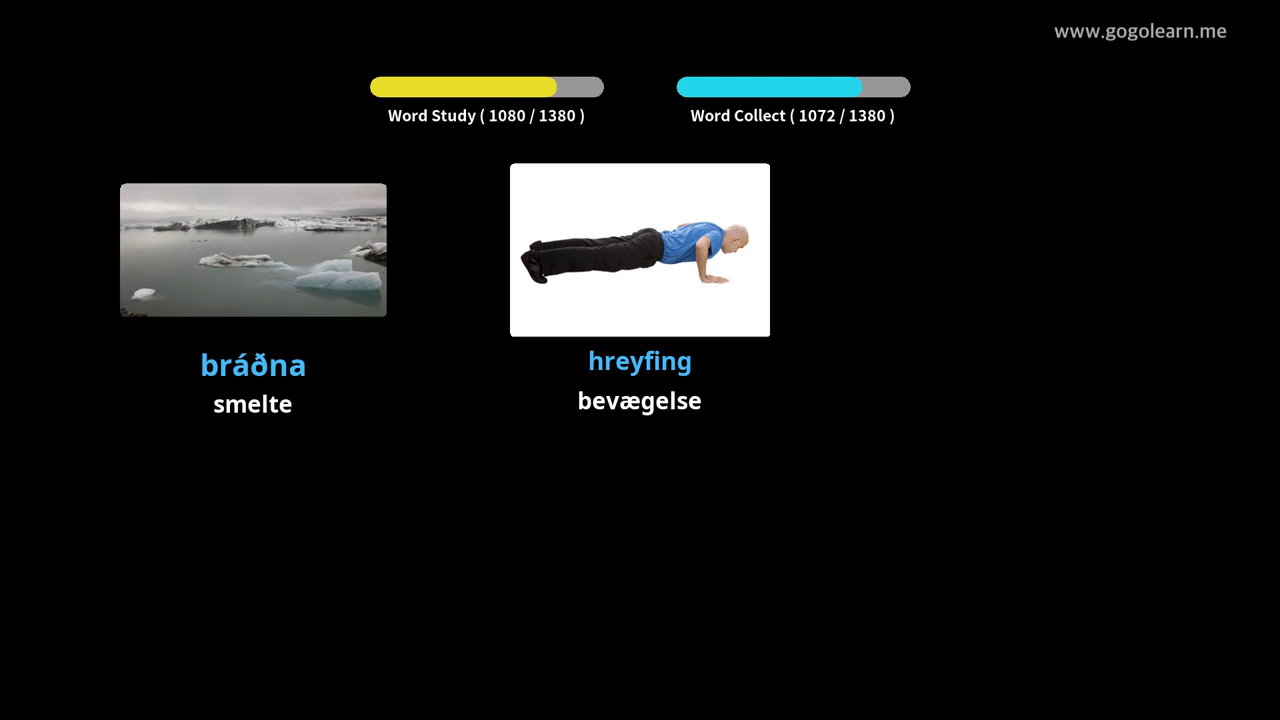 www.gogolearn.me
Word Study ( 1080 / 1380 )
Word Collect ( 1072 / 1380 )
bráðna
smelte
hreyfing
bevægelse